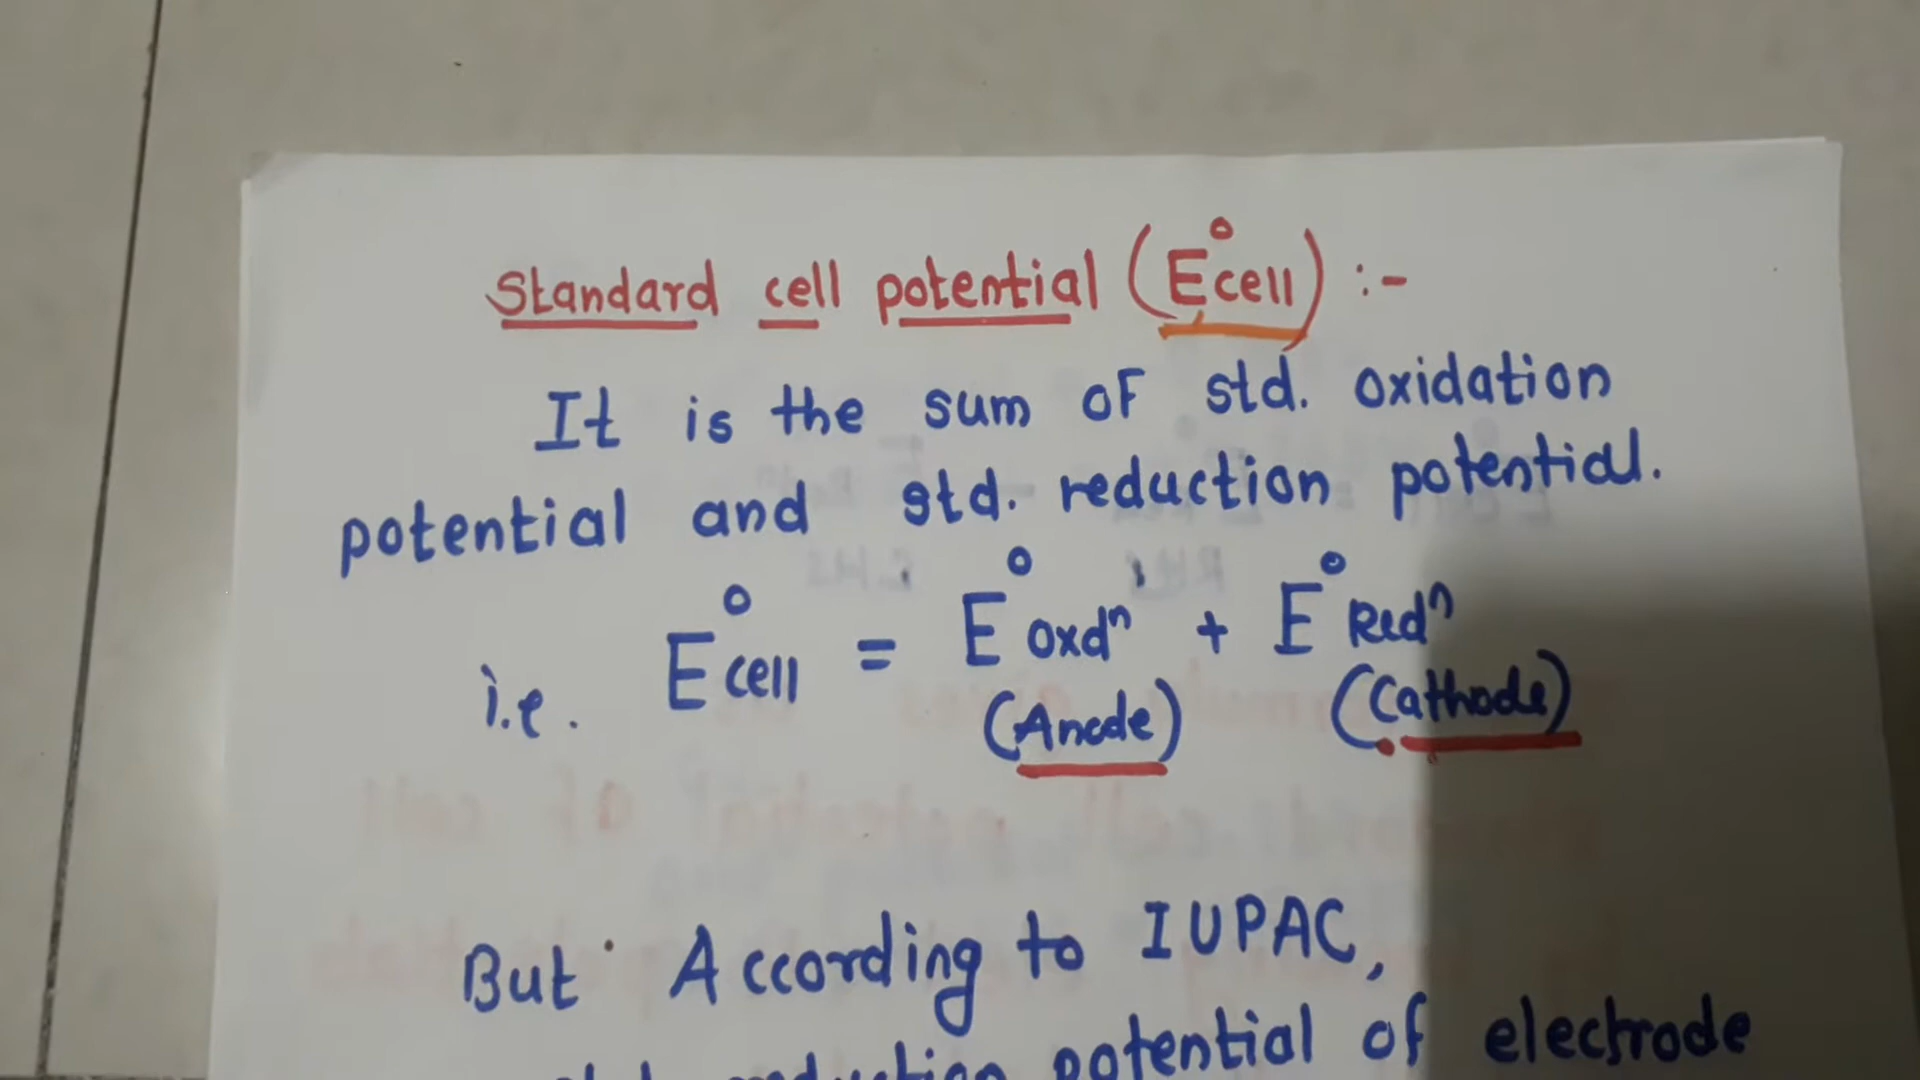 Standard cell potential (E°cell) :-
It is the sum of std. oxidation
potential and std. reduction potential.
i.e. E°cell = E°oxdⁿ + E°Redⁿ
(Anode) (Cathode)
But According to IUPAC,
reduction potential of electrode